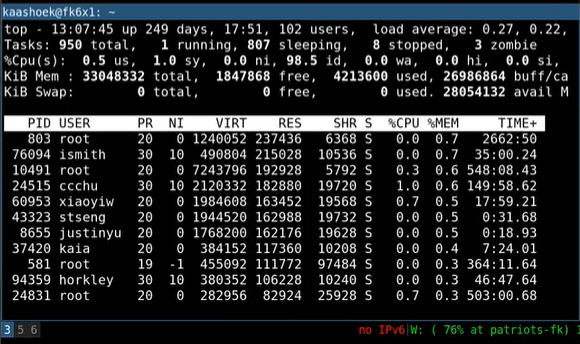 kaashoek@fk6x1: ~
top - 13:07:45 up 249 days, 17:51, 102 users, load average: 0.27, 0.22,
Tasks: 950 total, 1 running, 807 sleeping, 8 stopped, 3 zombie
%Cpu(s): 0.5 us, 1.0 sy, 0.0 ni, 98.5 id, 0.0 wa, 0.0 hi, 0.0 si,
KiB Mem : 33048332 total, 1847868 free, 4213600 used, 26986864 buff/ca
KiB Swap: 0 total, 0 free, 0 used. 28054132 avail M
PID USER PR NI VIRT RES SHR S %CPU %MEM TIME+
803 root 20 0 1240052 237436 6368 S 0.0 0.7 2662:50
76094 ismith 30 10 490804 215028 10536 S 0.0 0.7 35:00.24
10491 root 20 0 7243796 192928 5792 S 0.3 0.6 548:08.43
24515 ccchu 30 10 2120332 182880 19720 S 1.0 0.6 149:58.62
60953 xiaoyiw 20 0 1984608 163452 19568 S 0.7 0.5 17:59.21
43323 stseng 20 0 1944520 162988 19732 S 0.0 0.5 0:31.68
8655 justinyu 20 0 1768200 162176 19628 S 0.0 0.5 0:18.93
37420 kaia 20 0 384152 117360 10208 S 0.0 0.4 7:24.01
581 root 19 -1 455092 111772 97484 S 0.0 0.3 364:11.64
94359 horkley 30 10 380352 106228 10240 S 0.0 0.3 46:47.64
24831 root 20 0 282956 82924 25928 S 0.7 0.3 503:00.68
3 5 6 no IPv6|W: ( 76% at patriots-fk)